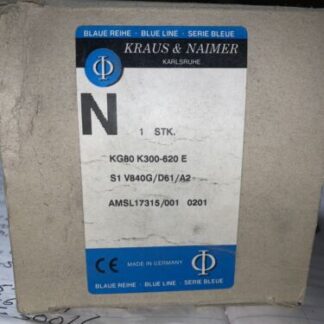 BLAUE REIHE - BLUE LINE - SERIE BLEUE
KRAUS & NAIMER
KARLSRUHE
N
1 STK.
KG80 K300-620 E
S1 V840G/D61/A2
AMSL17315/001 0201
CE MADE IN GERMANY
BLAUE REIHE - BLUE LINE - SERIE BLEUE